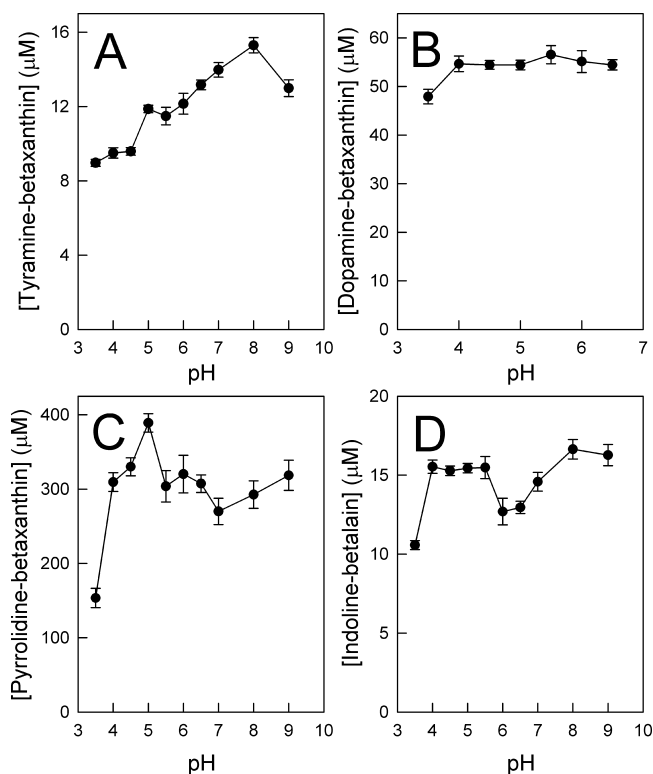 A
[Tyramine-betaxanthin] (μM)
16
12
8
4
0
3 4 5 6 7 8 9 10
pH
B
[Dopamine-betaxanthin] (μM)
60
50
40
30
20
10
0
3 4 5 6 7
pH
C
[Pyrrolidine-betaxanthin] (μM)
400
300
200
100
0
3 4 5 6 7 8 9 10
pH
D
[Indoline-betalain] (μM)
20
15
10
5
0
3 4 5 6 7 8 9 10
pH